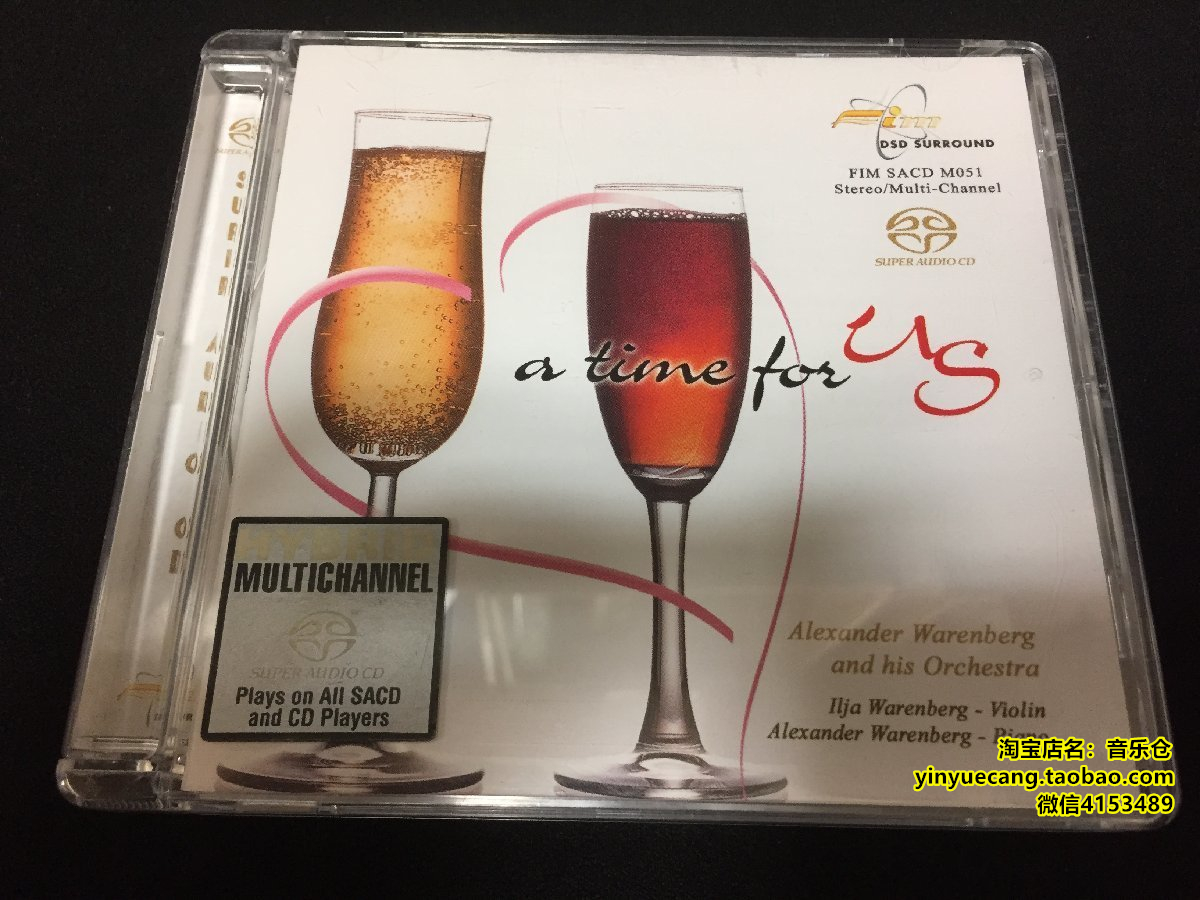 Fim
DSD SURROUND
FIM SACD M051
Stereo/Multi-Channel
SUPER AUDIO CD
a time for US
HYBRID
MULTICHANNEL
SUPER AUDIO CD
Plays on All SACD
and CD Players
Alexander Warenberg
and his Orchestra
Ilja Warenberg - Violin
Alexander Warenberg - Piano
淘宝店名：音乐仓
yinyuecang.taobao.com
微信4153489